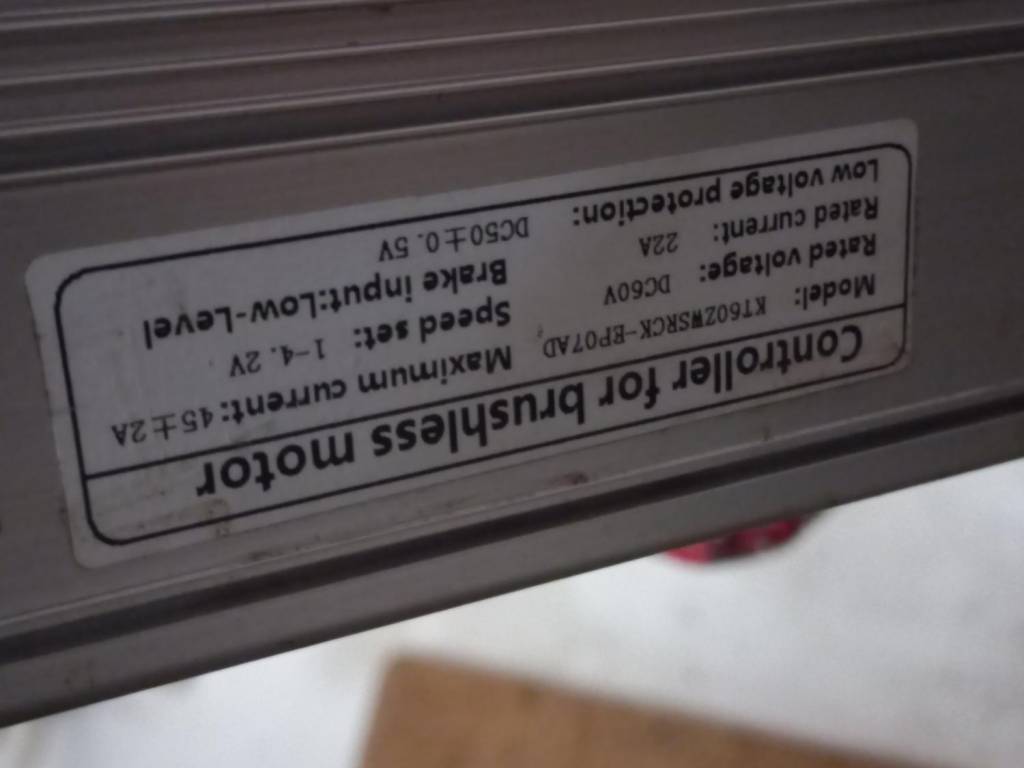 Controller for brushless motor
Model: KT60ZWSRCK-EP07AD Maximum current: 45±2A
Rated voltage: DC60V Speed set: 1-4.2V
Rated current: 22A Brake input:Low-Level
Low voltage protection: DC50±0.5V